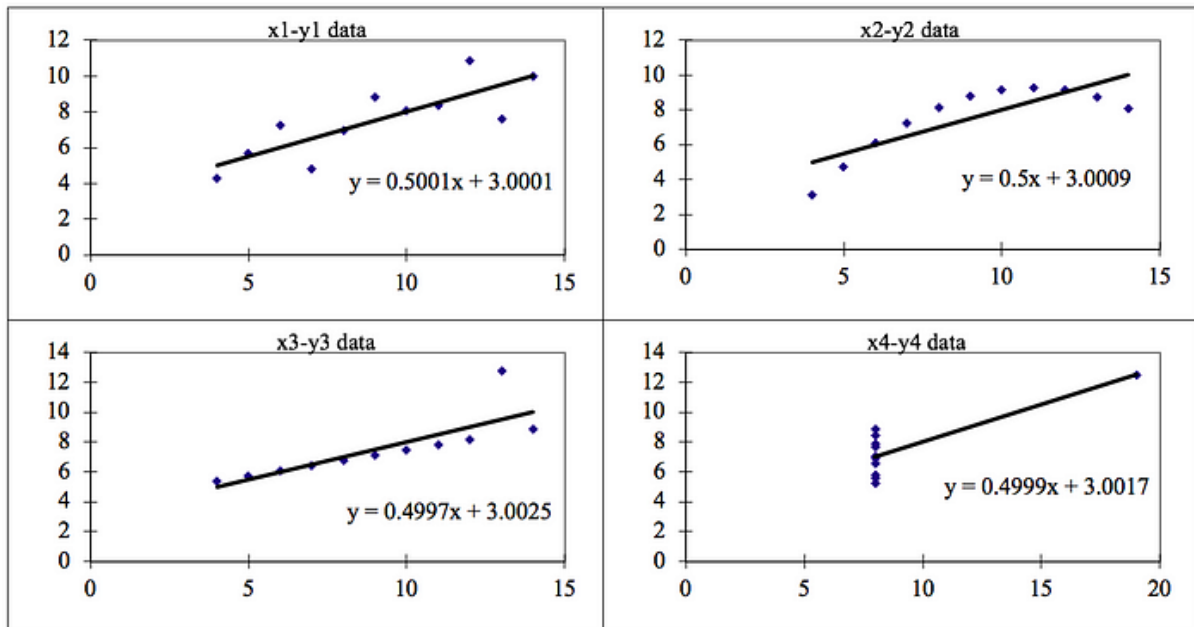 x1-y1 data
12
10
8
6
4
2
0
y = 0.5001x + 3.0001
0 5 10 15
x2-y2 data
12
10
8
6
4
2
0
y = 0.5x + 3.0009
0 5 10 15
x3-y3 data
14
12
10
8
6
4
2
0
y = 0.4997x + 3.0025
0 5 10 15
x4-y4 data
14
12
10
8
6
4
2
0
y = 0.4999x + 3.0017
0 5 10 15 20